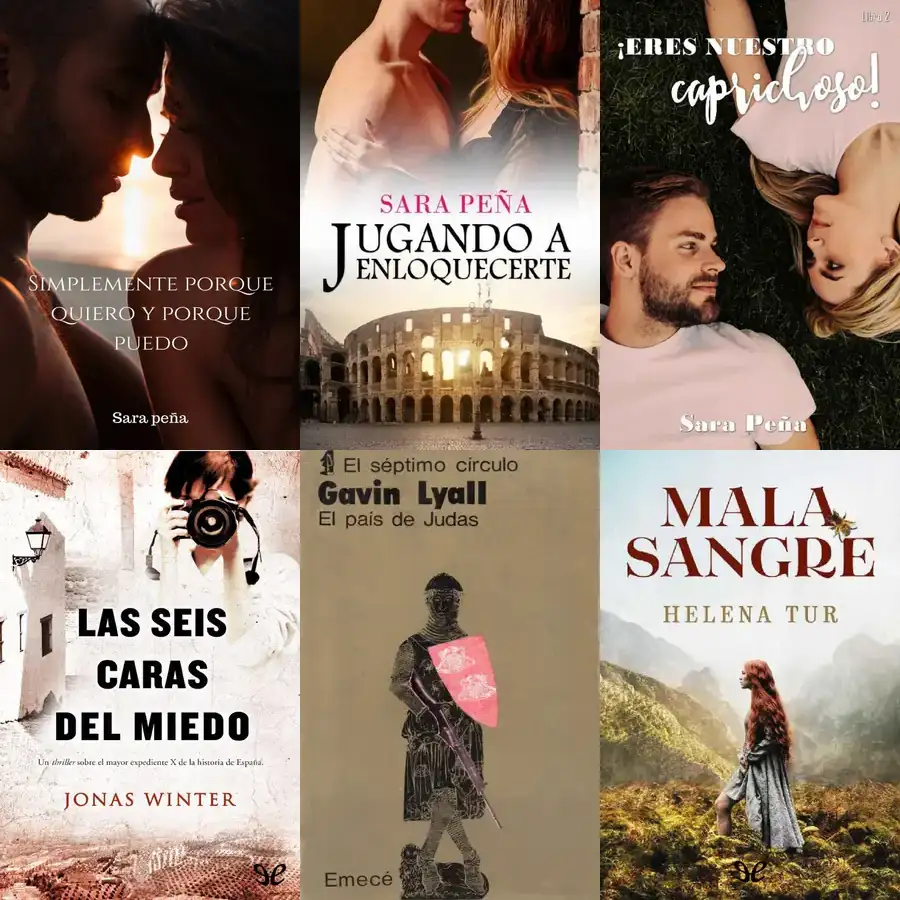 SIMPLEMENTE PORQUE
QUIERO Y PORQUE
PUEDO
Sara peña
SARA PEÑA
JUGANDO A
ENLOQUECERTE
Libro 2
¡ERES NUESTRO
caprichoso!
Sara Peña
LAS SEIS
CARAS
DEL MIEDO
Un thriller sobre el mayor expediente X de la historia de España.
JONAS WINTER
El séptimo círculo
Gavin Lyall
El país de Judas
Emecé
MALA
SANGRE
HELENA TUR